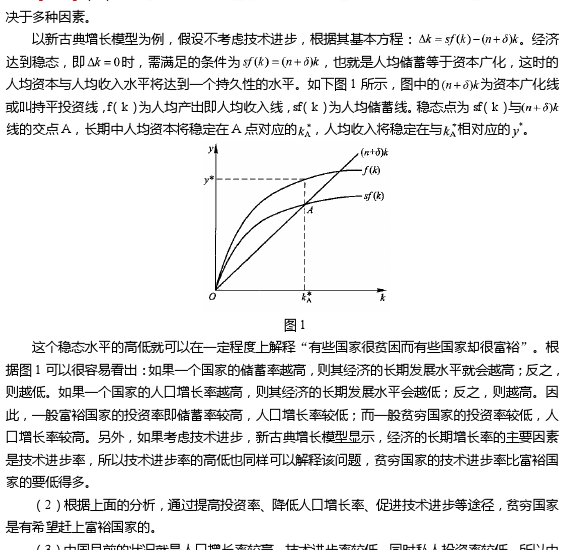 决于多种因素。
以新古典增长模型为例，假设不考虑技术进步，根据其基本方程：Δk = sf(k) − (n+δ)k。经济
达到稳态，即Δk = 0时，需满足的条件为sf(k) = (n+δ)k，也就是人均储蓄等于资本广化，这时的
人均资本与人均收入水平将达到一个持久性的水平。如下图1所示，图中的(n+δ)k为资本广化线
或叫持平投资线，f(k)为人均产出即人均收入线，sf(k)为人均储蓄线。稳态点为sf(k)与(n+δ)k
线的交点A，长期中人均资本将稳定在A点对应的k*A，人均收入将稳定在与k*A相对应的y*。
y
(n+δ)k
f(k)
y*
sf(k)
A
O
k*A
k
图1
这个稳态水平的高低就可以在一定程度上解释“有些国家很贫困而有些国家却很富裕”。根
据图1可以很容易看出：如果一个国家的储蓄率越高，则其经济的长期发展水平就会越高；反之，
则越低。如果一个国家的人口增长率越高，则其经济的长期发展水平会越低；反之，则越高。因
此，一般富裕国家的投资率即储蓄率较高，人口增长率较低；而一般贫穷国家的投资率较低，人
口增长率较高。另外，如果考虑技术进步，新古典增长模型显示，经济的长期增长率的主要因素
是技术进步率，所以技术进步率的高低也同样可以解释该问题，贫穷国家的技术进步率比富裕国
家的要低得多。
（2）根据上面的分析，通过提高投资率、降低人口增长率、促进技术进步等途径，贫穷国家
是有希望赶上富裕国家的。